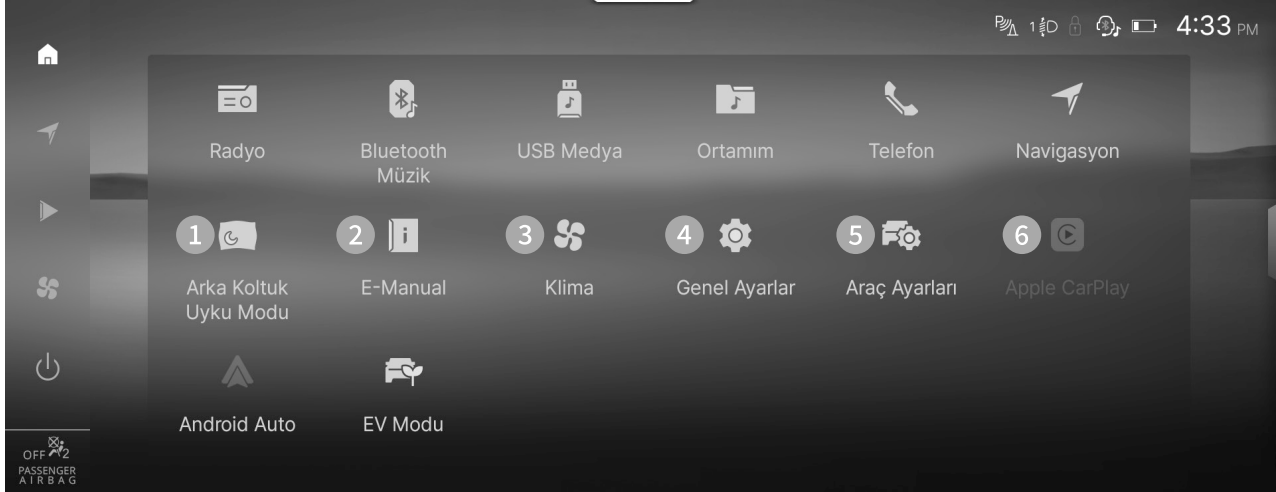 4:33 PM
Radyo
Bluetooth
Müzik
USB Medya
Ortamım
Telefon
Navigasyon
1
2
3
4
5
6
Arka Koltuk
Uyku Modu
E-Manual
Klima
Genel Ayarlar
Araç Ayarları
Apple CarPlay
Android Auto
EV Modu
OFF 2
PASSENGER
AIRBAG